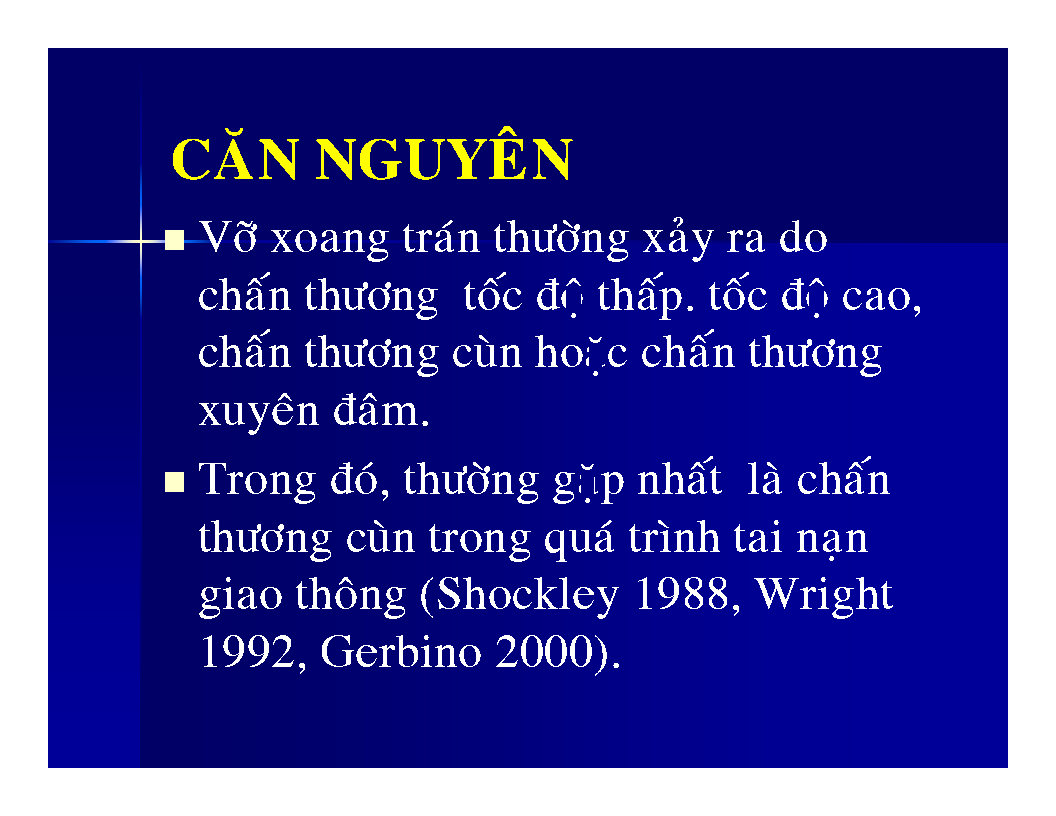 CĂN NGUYÊN
Vỡ xoang trán thường xảy ra do
chấn thương tốc độ thấp. tốc độ cao,
chấn thương cùn hoặc chấn thương
xuyên đâm.
Trong đó, thường gặp nhất là chấn
thương cùn trong quá trình tai nạn
giao thông (Shockley 1988, Wright
1992, Gerbino 2000).